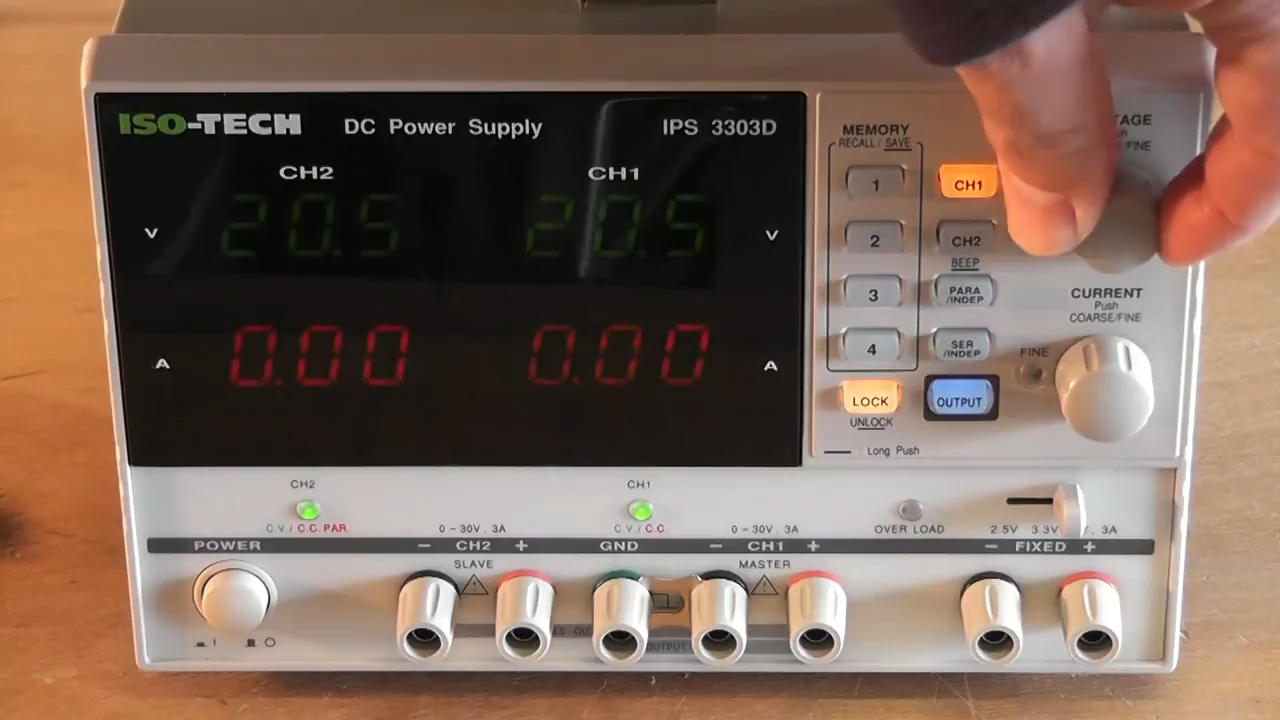 ISO-TECH DC Power Supply IPS 3303D
CH2 CH1
V 20.5 20.5 V
A 0.00 0.00 A
MEMORY
RECALL / SAVE
1
2
3
4
CH1
CH2
BEEP
PARA
/INDEP
SER
/INDEP
LOCK
UNLOCK
OUTPUT
Long Push
TAGE
/FINE
CURRENT
Push
COARSE/FINE
FINE
CH2 CH1
C.V./ C.C. PAR. 0-30V, 3A C.V./ C.C. 0-30V, 3A OVER LOAD 2.5V 3.3V , 3A
POWER - CH2 + GND - CH1 + - FIXED +
SLAVE MASTER
OUTPUT